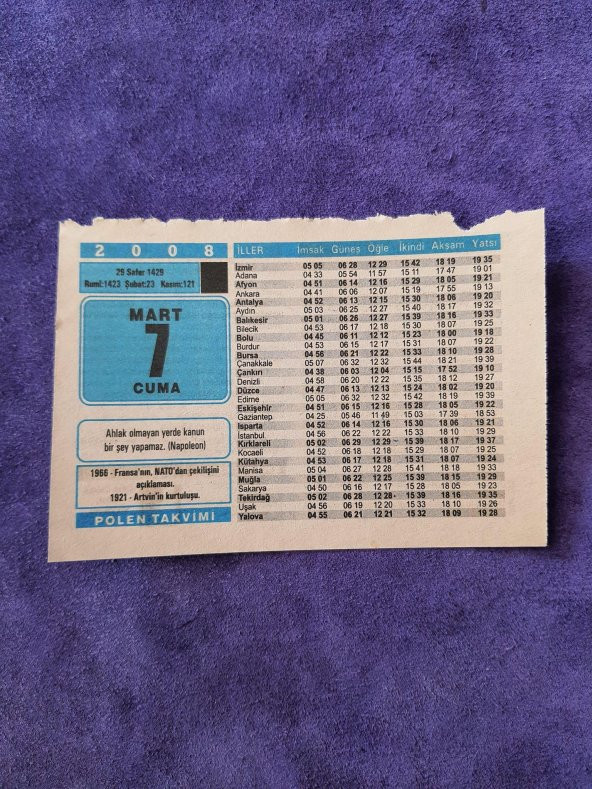 2 0 0 8
29 Safer 1429
Rumi:1423 Şubat:23 Kasım:121
MART
7
CUMA
Ahlak olmayan yerde kanun
bir şey yapamaz. (Napoleon)
1966 - Fransa'nın, NATO'dan çekilişini
açıklaması.
1921 - Artvin'in kurtuluşu.
POLEN TAKVİMİ
İLLER İmsak Güneş Öğle İkindi Akşam Yatsı
İzmir 05 05 06 28 12 29 15 42 18 19 19 35
Adana 04 33 05 54 11 57 15 11 17 47 19 01
Afyon 04 51 06 14 12 16 15 29 18 05 19 21
Ankara 04 41 06 06 12 07 15 19 17 55 19 13
Antalya 04 52 06 13 12 15 15 30 18 06 19 20
Aydın 05 03 06 25 12 27 15 40 18 17 19 32
Balıkesir 05 01 06 26 12 27 15 39 18 16 19 33
Bilecik 04 53 06 17 12 18 15 30 18 07 19 25
Bolu 04 45 06 11 12 12 15 23 18 00 19 18
Burdur 04 53 06 15 12 17 15 31 18 07 19 22
Bursa 04 56 06 21 12 22 15 33 18 10 19 28
Çanakkale 05 07 06 32 12 32 15 44 18 21 19 39
Çankırı 04 38 06 03 12 04 15 15 17 52 19 10
Denizli 04 58 06 20 12 22 15 35 18 12 19 27
Düzce 04 47 06 13 12 13 15 24 18 02 19 20
Edirne 05 05 06 32 12 32 15 42 18 19 19 39
Eskişehir 04 51 06 15 12 16 15 28 18 05 19 22
Gaziantep 04 25 05 46 11 49 15 03 17 39 18 53
Isparta 04 52 06 14 12 16 15 30 18 06 19 21
İstanbul 04 56 06 22 12 22 15 33 18 10 19 29
Kırklareli 05 02 06 29 12 29 15 39 18 17 19 37
Kocaeli 04 52 06 18 12 18 15 29 18 07 19 25
Kütahya 04 53 06 17 12 18 15 31 18 07 19 24
Manisa 05 04 06 27 12 28 15 41 18 18 19 33
Muğla 05 01 06 22 12 25 15 39 18 15 19 29
Sakarya 04 50 06 16 12 17 15 28 18 05 19 23
Tekirdağ 05 02 06 28 12 28 15 39 18 16 19 35
Uşak 04 56 06 19 12 20 15 33 18 10 19 26
Yalova 04 55 06 21 12 21 15 32 18 09 19 28